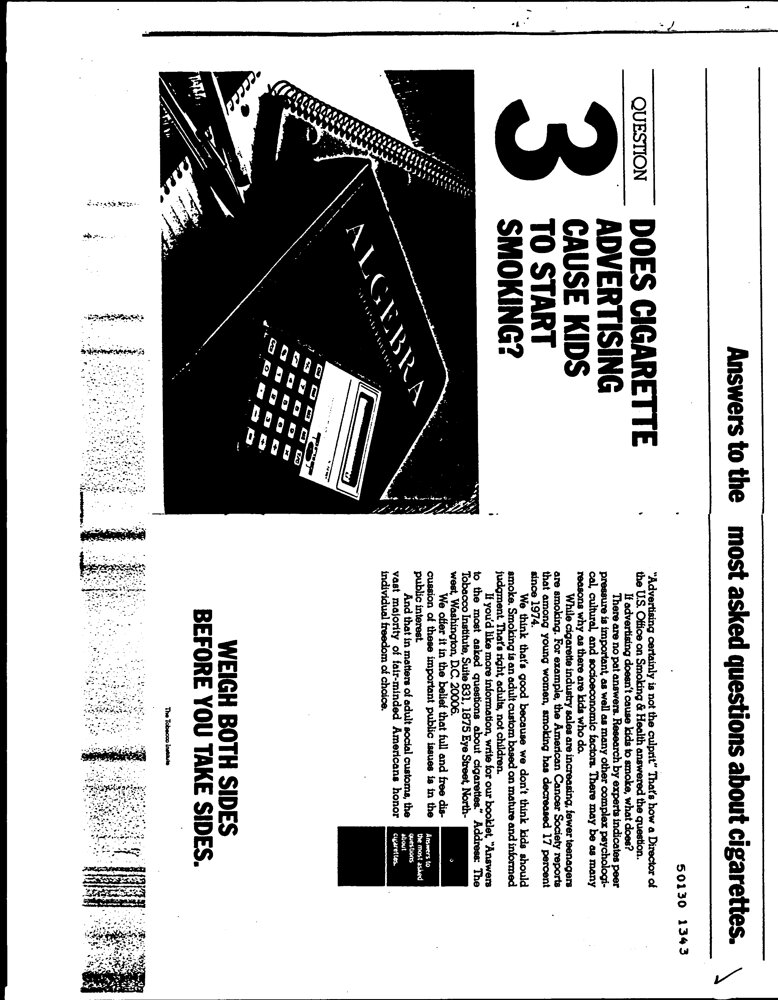 Answers to the most asked questions about cigarettes.
50130 1343
QUESTION
3
DOES CIGARETTE
ADVERTISING
CAUSE KIDS
TO START
SMOKING?
ALGEBRA
"Advertising certainly is not the culprit." That's how a Director of
the U.S. Office on Smoking & Health answered the question.
If advertising doesn't cause kids to smoke, what does?
There are no pat answers. Research by experts indicates peer
pressure is important, as well as many other complex psychologi-
cal, cultural, and socioeconomic factors. There may be as many
reasons why as there are kids who do.
While cigarette industry sales are increasing, fewer teenagers
are smoking. For example, the American Cancer Society reports
that among young women, smoking has decreased 17 percent
since 1974.
We think that's good because we don't think kids should
smoke. Smoking is an adult custom based on mature and informed
judgment. That's right, adults, not children.
If you'd like more information, write for our booklet, "Answers
to the most asked questions about cigarettes." Address: The
Tobacco Institute, Suite 831, 1875 Eye Street, North-
west, Washington, D.C. 20006.
We offer it in the belief that full and free dis-
cussion of these important public issues is in the
public interest.
And that in matters of adult social customs, the
vast majority of fair-minded Americans honor
individual freedom of choice.
Answers to
the most asked
questions
about
cigarettes.
WEIGH BOTH SIDES
BEFORE YOU TAKE SIDES.
The Tobacco Institute